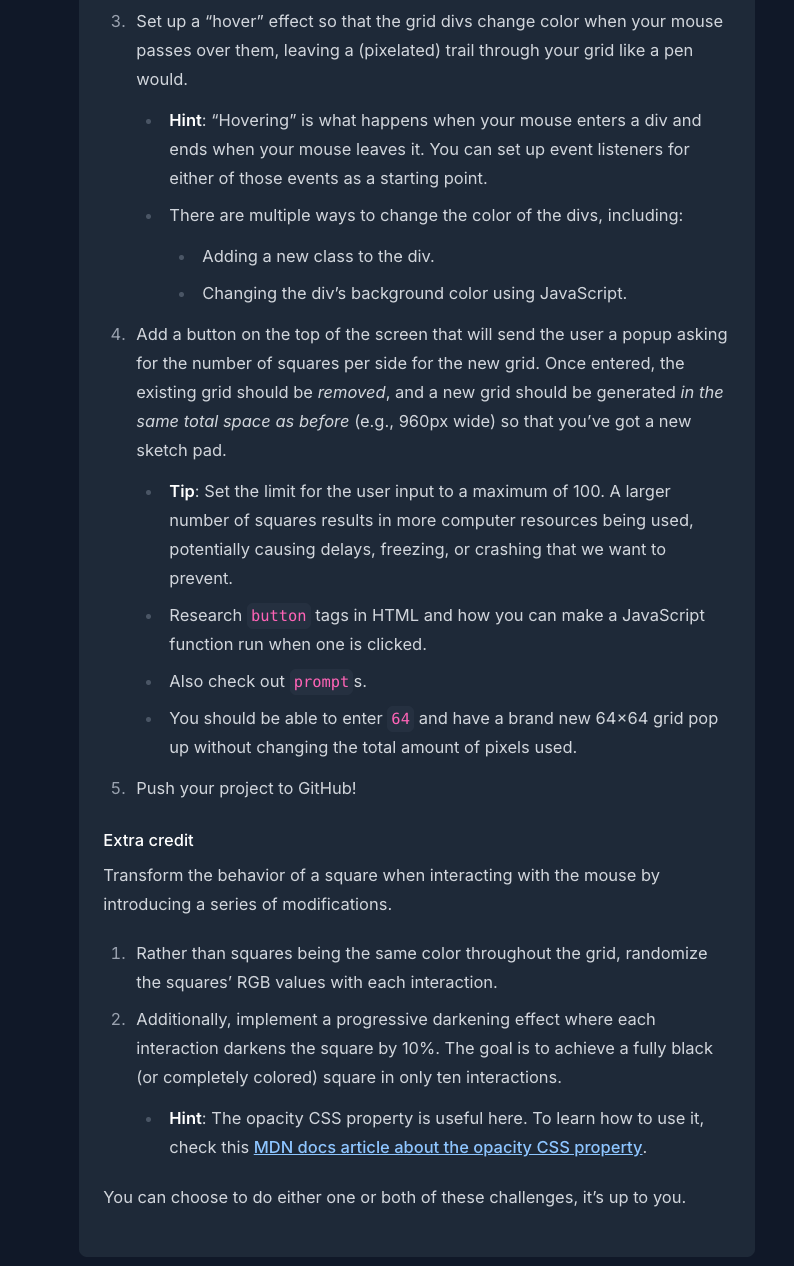 3. Set up a “hover” effect so that the grid divs change color when your mouse
passes over them, leaving a (pixelated) trail through your grid like a pen
would.
Hint: “Hovering” is what happens when your mouse enters a div and
ends when your mouse leaves it. You can set up event listeners for
either of those events as a starting point.
There are multiple ways to change the color of the divs, including:
Adding a new class to the div.
Changing the div’s background color using JavaScript.
4. Add a button on the top of the screen that will send the user a popup asking
for the number of squares per side for the new grid. Once entered, the
existing grid should be removed, and a new grid should be generated in the
same total space as before (e.g., 960px wide) so that you’ve got a new
sketch pad.
Tip: Set the limit for the user input to a maximum of 100. A larger
number of squares results in more computer resources being used,
potentially causing delays, freezing, or crashing that we want to
prevent.
Research button tags in HTML and how you can make a JavaScript
function run when one is clicked.
Also check out prompts.
You should be able to enter 64 and have a brand new 64×64 grid pop
up without changing the total amount of pixels used.
5. Push your project to GitHub!
Extra credit
Transform the behavior of a square when interacting with the mouse by
introducing a series of modifications.
1. Rather than squares being the same color throughout the grid, randomize
the squares’ RGB values with each interaction.
2. Additionally, implement a progressive darkening effect where each
interaction darkens the square by 10%. The goal is to achieve a fully black
(or completely colored) square in only ten interactions.
Hint: The opacity CSS property is useful here. To learn how to use it,
check this MDN docs article about the opacity CSS property.
You can choose to do either one or both of these challenges, it’s up to you.